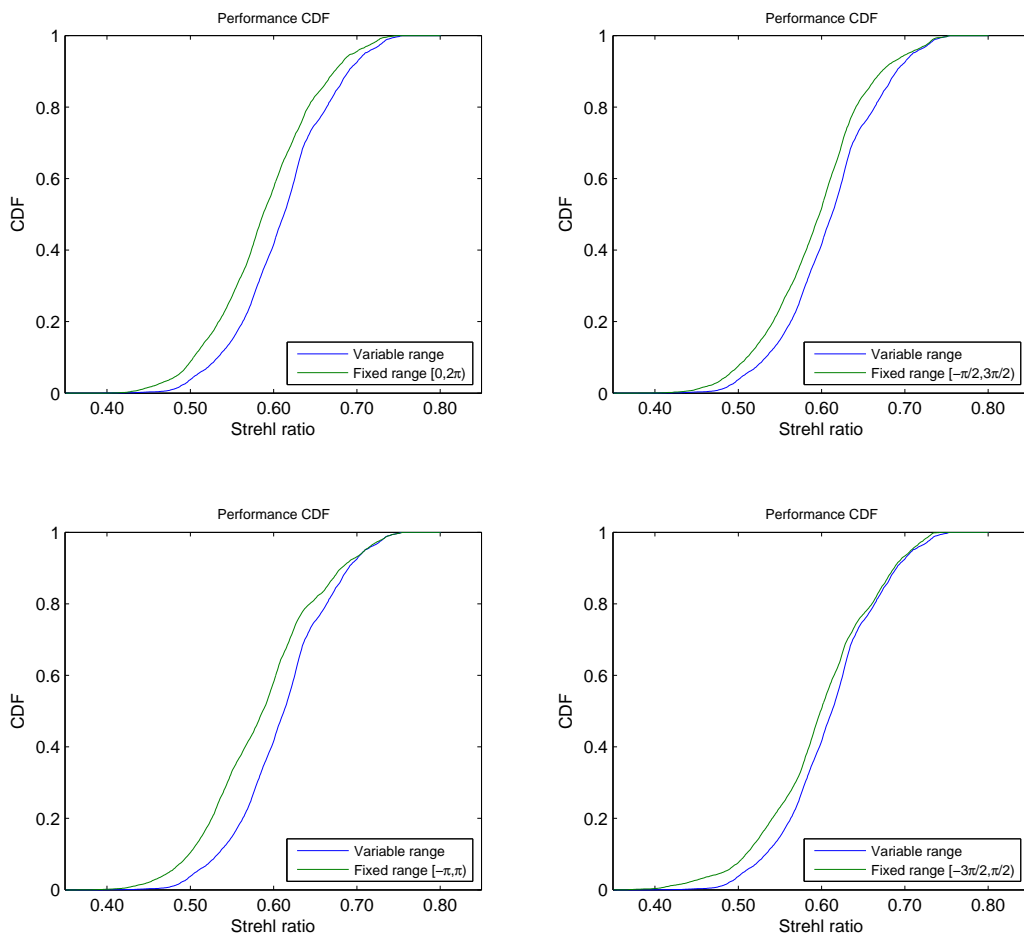 Performance CDF
1
0.8
0.6
0.4
0.2
0
CDF
Variable range
Fixed range [0,2π)
0.40 0.50 0.60 0.70 0.80
Strehl ratio
Performance CDF
1
0.8
0.6
0.4
0.2
0
CDF
Variable range
Fixed range [−π/2,3π/2)
0.40 0.50 0.60 0.70 0.80
Strehl ratio
Performance CDF
1
0.8
0.6
0.4
0.2
0
CDF
Variable range
Fixed range [−π,π)
0.40 0.50 0.60 0.70 0.80
Strehl ratio
Performance CDF
1
0.8
0.6
0.4
0.2
0
CDF
Variable range
Fixed range [−3π/2,π/2)
0.40 0.50 0.60 0.70 0.80
Strehl ratio